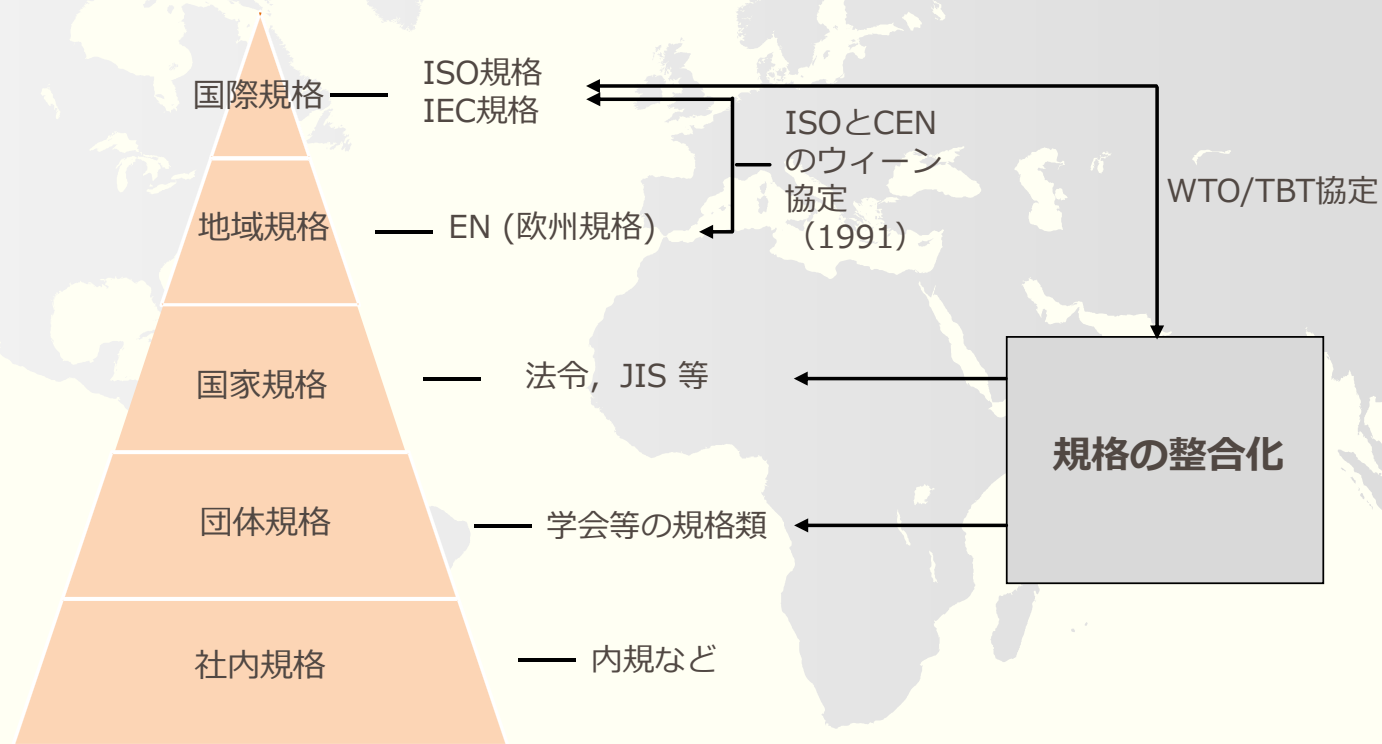 国際規格
ISO規格
IEC規格
ISOとCEN
のウィーン
協定
（1991）
WTO/TBT協定
地域規格
EN (欧州規格)
国家規格
法令，JIS 等
規格の整合化
団体規格
学会等の規格類
社内規格
内規など